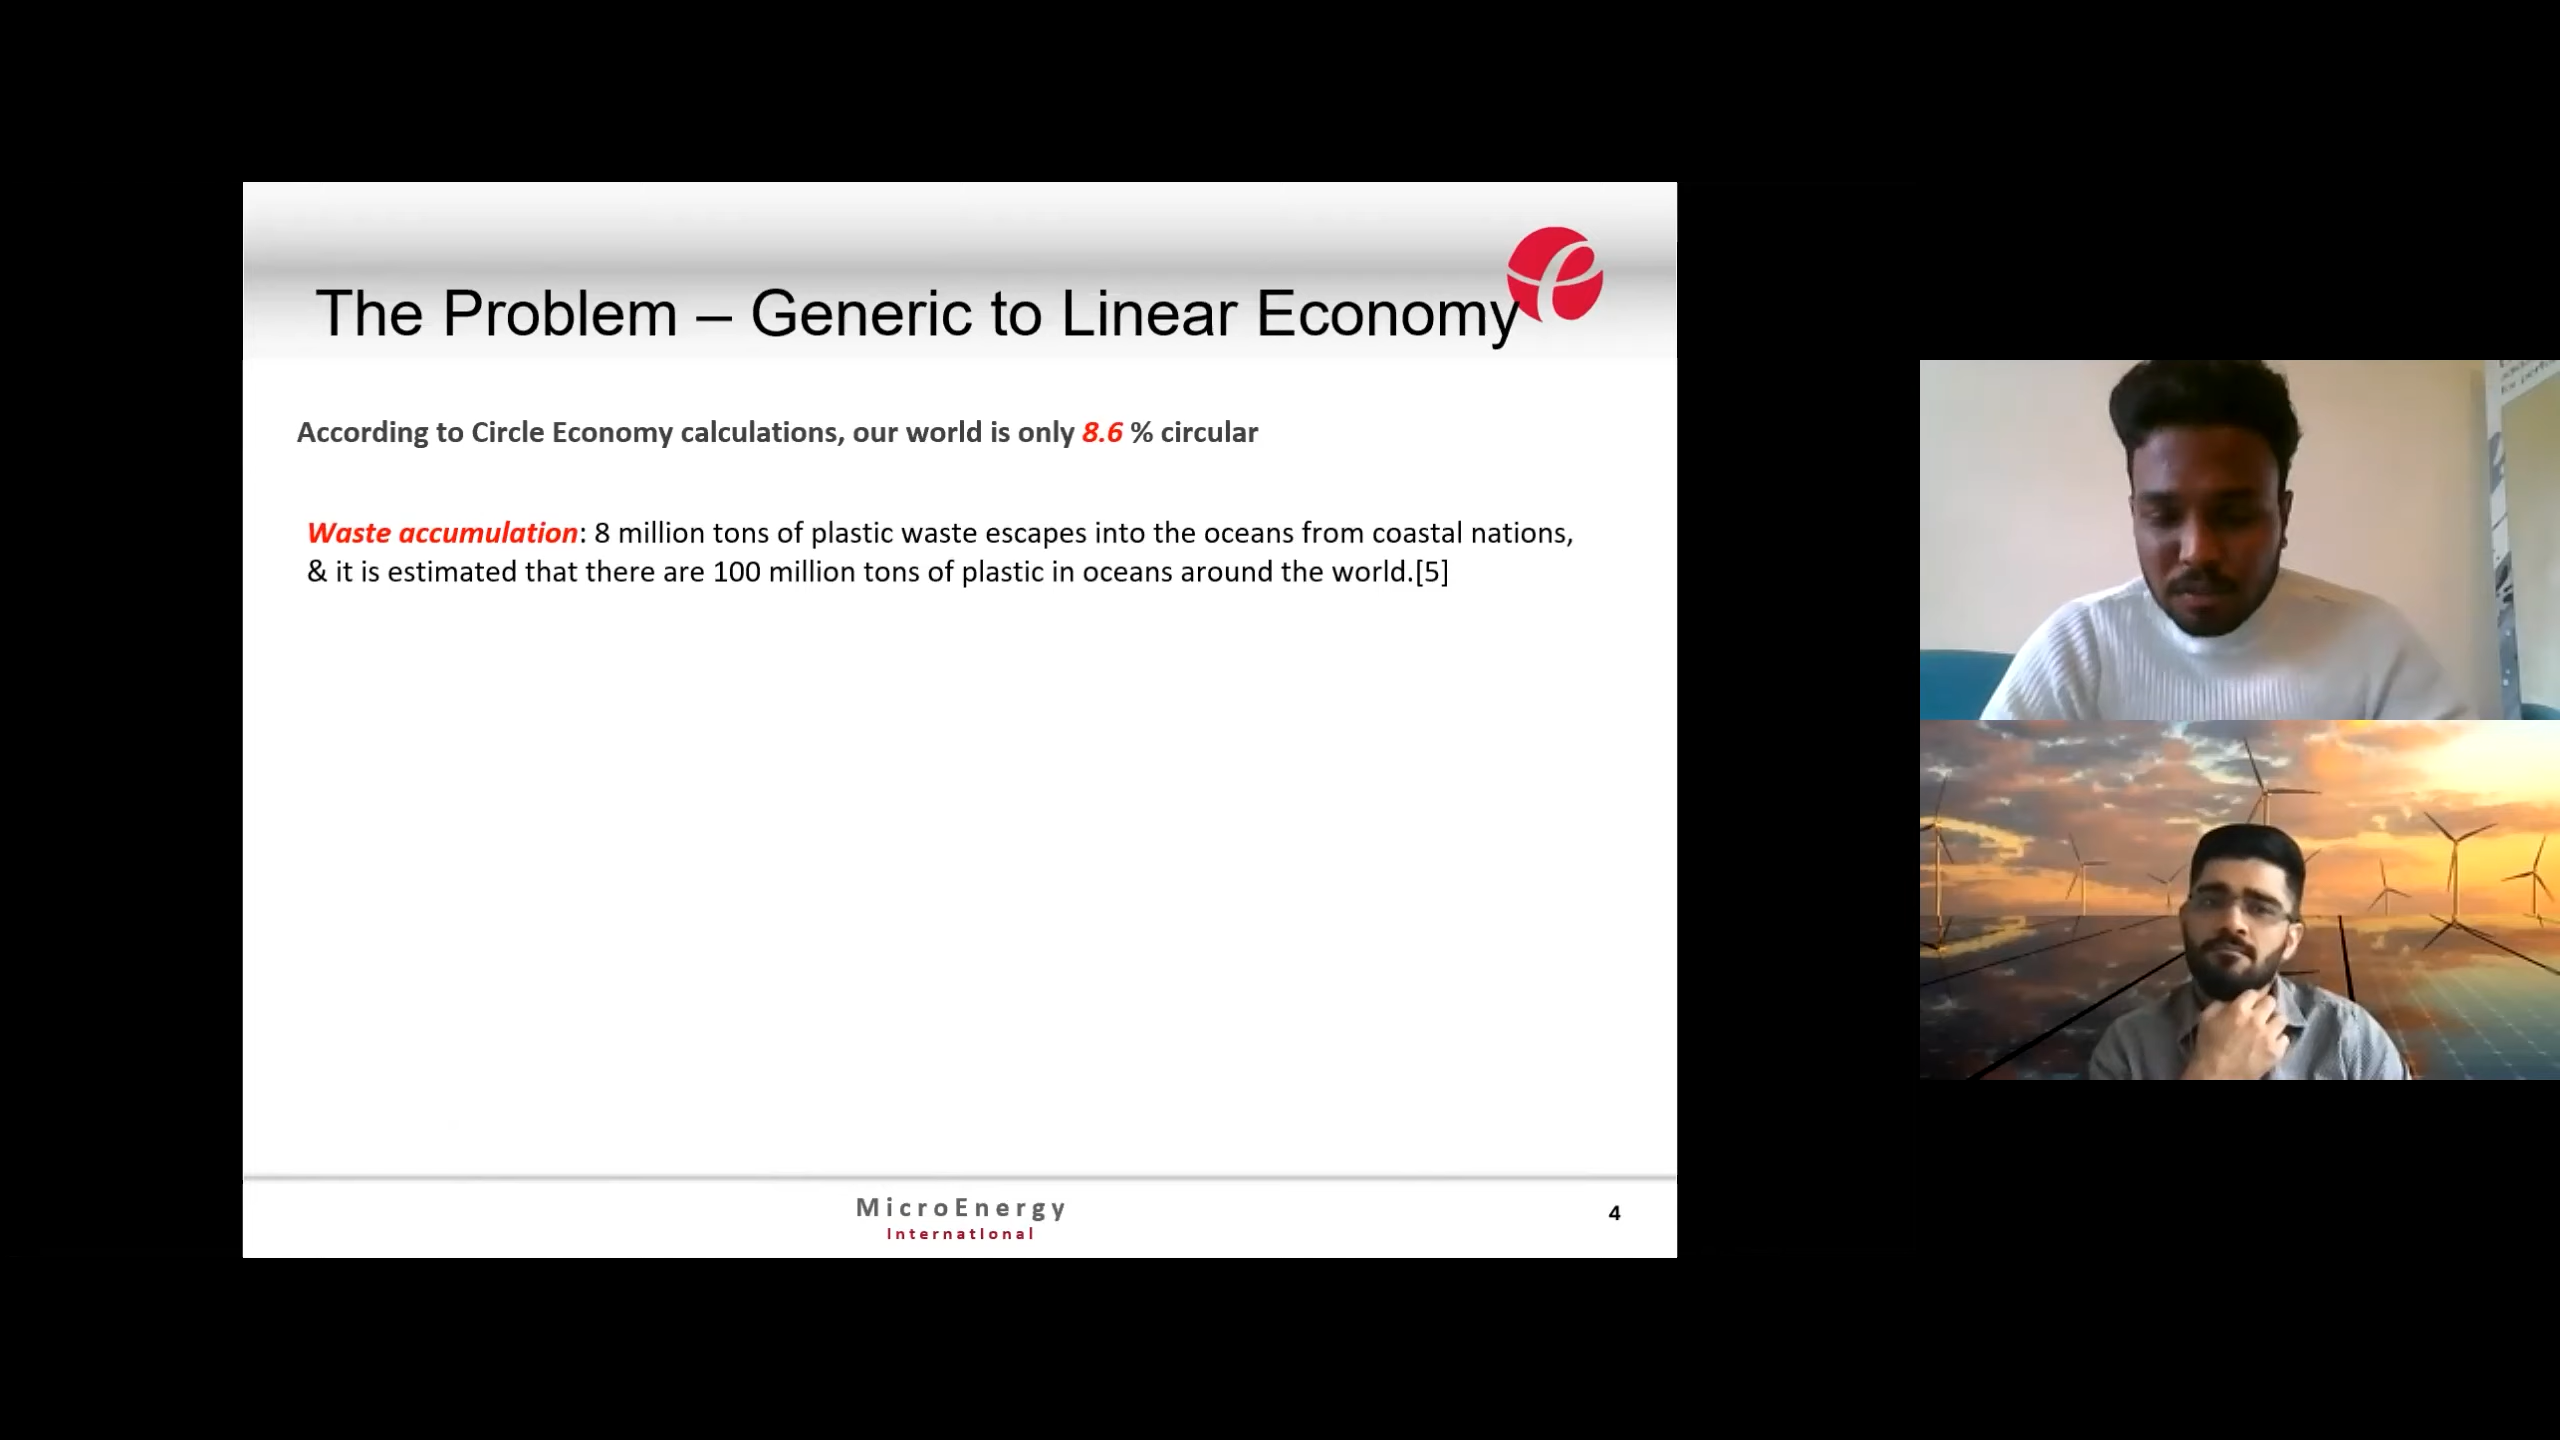 The Problem – Generic to Linear Economy
According to Circle Economy calculations, our world is only 8.6 % circular
Waste accumulation: 8 million tons of plastic waste escapes into the oceans from coastal nations,
& it is estimated that there are 100 million tons of plastic in oceans around the world.[5]
MicroEnergy
International
4